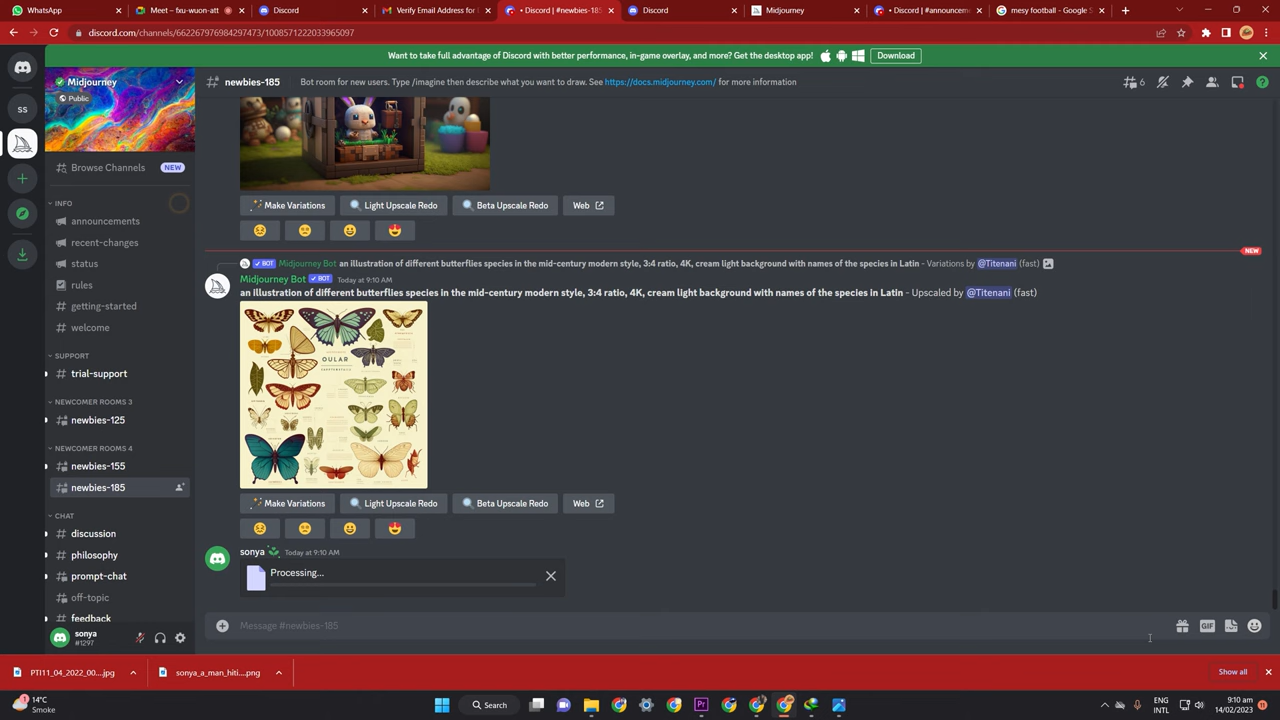 WhatsApp
Meet – fxu-wuon-att
Discord
Verify Email Address for D
• Discord | #newbies-185
Discord
Midjourney
• Discord | #announcem
mesy football - Google S
discord.com/channels/662267976984297473/1008571222033965097
Want to take full advantage of Discord with better performance, in-game overlay, and more? Get the desktop app!
Download
Midjourney
Public
newbies-185
Bot room for new users. Type /imagine then describe what you want to draw. See https://docs.midjourney.com/ for more information
6
SS
Browse Channels
NEW
INFO
announcements
recent-changes
status
rules
getting-started
welcome
SUPPORT
trial-support
NEWCOMER ROOMS 3
newbies-125
NEWCOMER ROOMS 4
newbies-155
newbies-185
CHAT
discussion
philosophy
prompt-chat
off-topic
feedback
sonya
#1297
Make Variations
Light Upscale Redo
Beta Upscale Redo
Web
NEW
BOT Midjourney Bot an illustration of different butterflies species in the mid-century modern style, 3:4 ratio, 4K, cream light background with names of the species in Latin - Variations by @Titenani (fast)
Midjourney Bot BOT Today at 9:10 AM
an illustration of different butterflies species in the mid-century modern style, 3:4 ratio, 4K, cream light background with names of the species in Latin - Upscaled by @Titenani (fast)
OULAR
Make Variations
Light Upscale Redo
Beta Upscale Redo
Web
sonya Today at 9:10 AM
Processing...
Message #newbies-185
GIF
PTI11_04_2022_00....jpg
sonya_a_man_hiti....png
Show all
14°C
Smoke
Search
ENG
INTL
9:10 am
14/02/2023